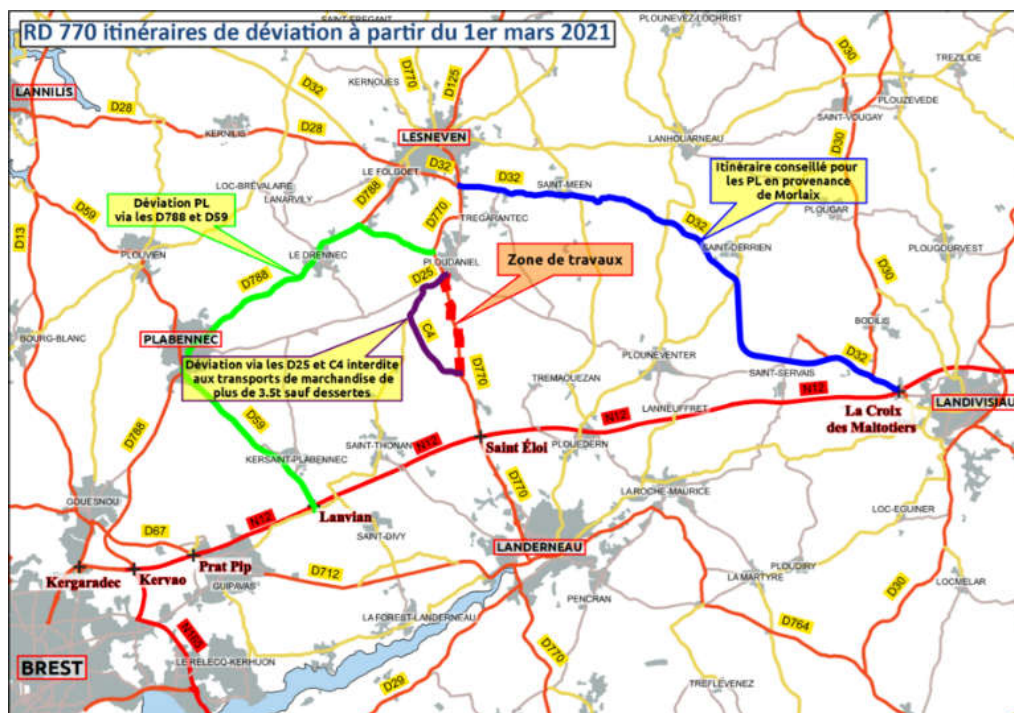 RD 770 itinéraires de déviation à partir du 1er mars 2021
SAINT-FREGANT
PLOUNEVEZ-LOCHRIST
D30
TREZILIDE
D770
D125
KERNOUES
D32
LANNILIS
D28
PLOUZEVEDE
SAINT-VOUGAY
D28
KERNILIS
LESNEVEN
LANHOUARNEAU
D30
D32
LE FOLGOET
D32
SAINT-MEEN
Itinéraire conseillé pour
les PL en provenance
de Morlaix
LOC-BREVALAIRE
LANARVILY
D788
Déviation PL
via les D788 et D59
D59
D13
D770
TREGARANTEC
D32
PLOUGAR
PLOUVIEN
LE DRENNEC
PLOUDANIEL
Zone de travaux
SAINT-DERRIEN
PLOUGOURVEST
D788
D25
D30
BOURG-BLANC
PLABENNEC
C4
BODILIS
Déviation via les D25 et C4 interdite
aux transports de marchandise de
plus de 3.5t sauf dessertes
D770
PLOUNEVENTER
D32
TREMAOUEZAN
SAINT-SERVAIS
D59
D788
LANNEUFFRET
N12
N12
La Croix
des Maltotiers
LANDIVISIAU
SAINT-THONAN
N12
Saint Éloi
PLOUEDERN
KERSAINT-PLABENNEC
D770
LA ROCHE-MAURICE
GOUESNOU
N12
Lanvian
LOC-EGUINER
D67
SAINT-DIVY
LANDERNEAU
Prat Pip
Kergaradec
Kervao
GUIPAVAS
D712
PLOUDIRY
LA MARTYRE
D30
LOCMELAR
PENCRAN
LA FOREST-LANDERNEAU
D764
D770
BREST
LE RELECQ-KERHUON
D29
TREFLEVENEZ